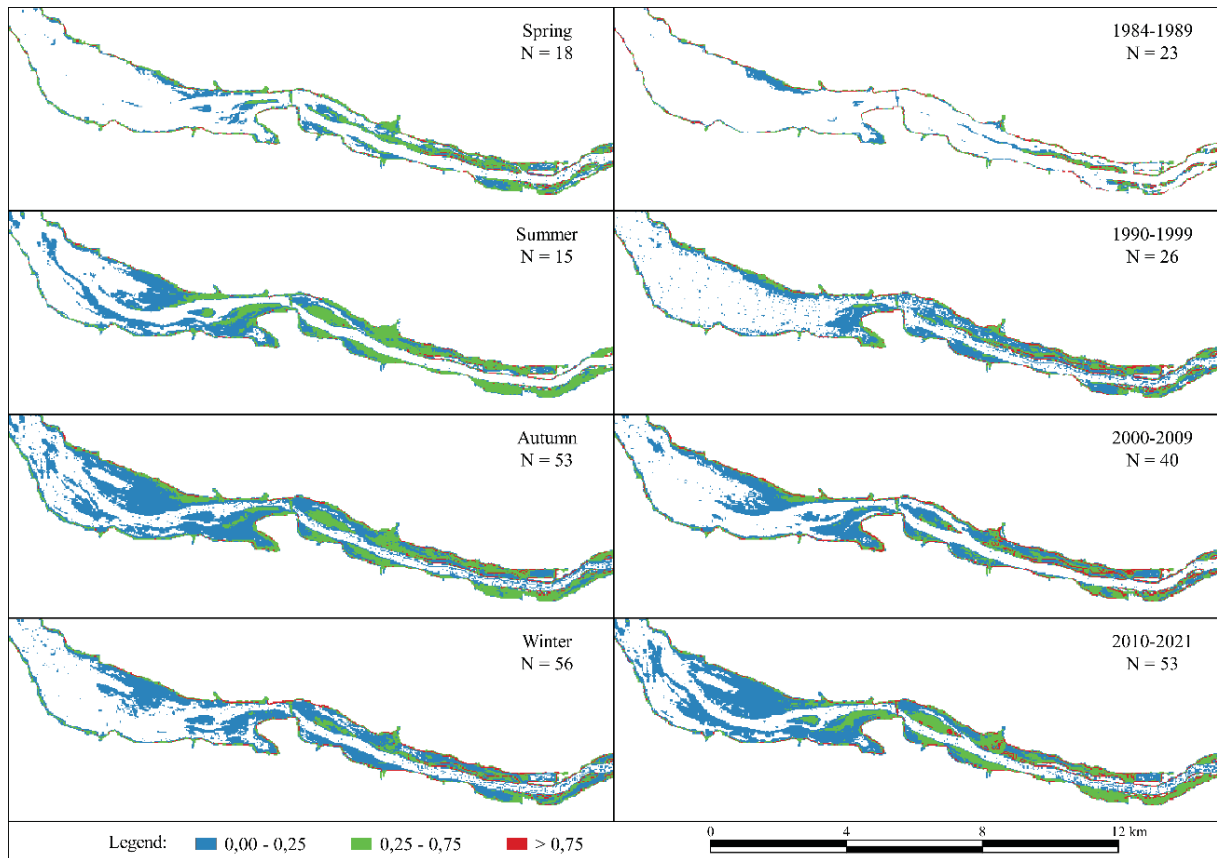 Spring
N = 18
1984-1989
N = 23
Summer
N = 15
1990-1999
N = 26
Autumn
N = 53
2000-2009
N = 40
Winter
N = 56
2010-2021
N = 53
Legend: 0,00 - 0,25 0,25 - 0,75 > 0,75
0 4 8 12 km